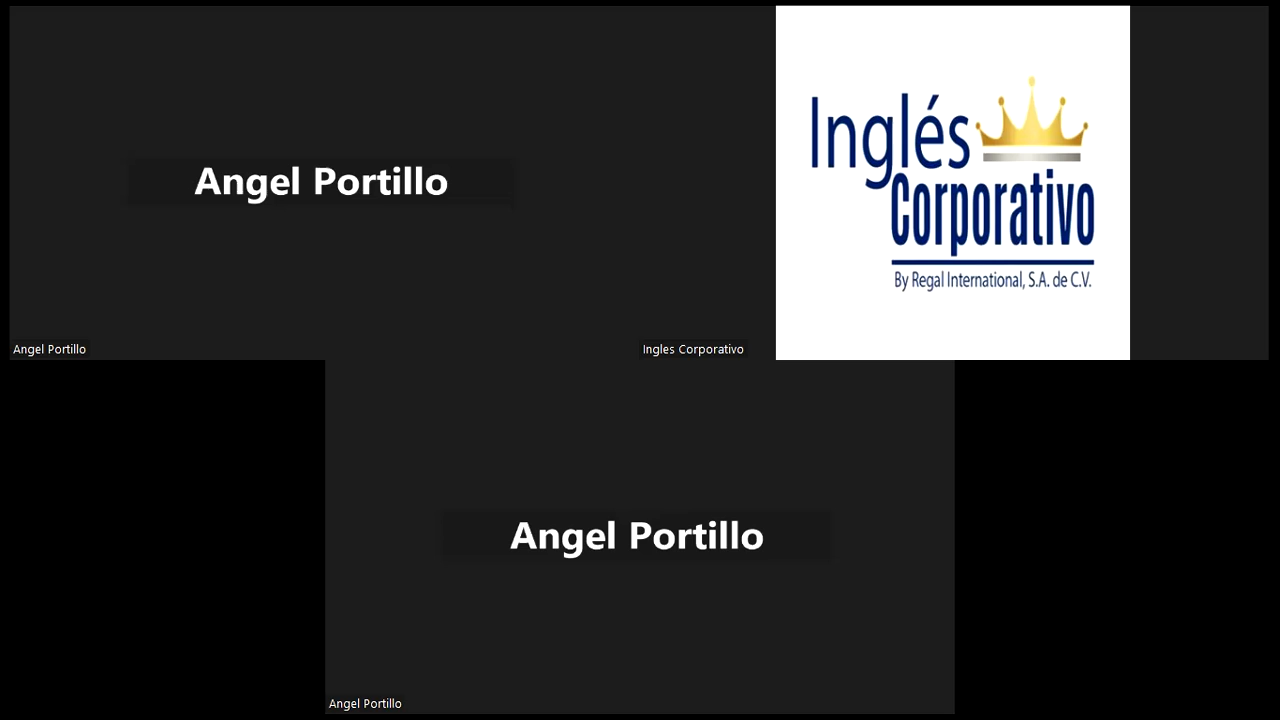 Angel Portillo
Angel Portillo
Inglés
Corporativo
By Regal International, S.A. de C.V.
Ingles Corporativo
Angel Portillo
Angel Portillo